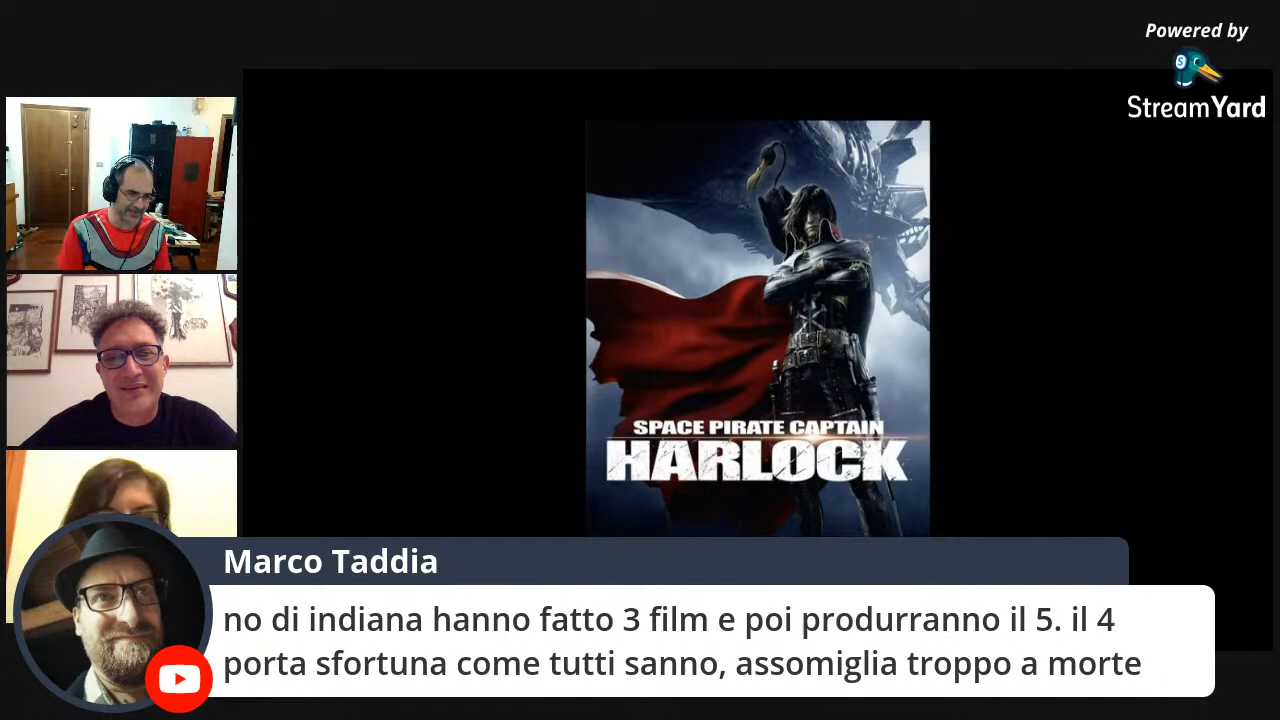 Powered by
StreamYard
SPACE PIRATE CAPTAIN
HARLOCK
Marco Taddia
no di indiana hanno fatto 3 film e poi produrranno il 5. il 4
porta sfortuna come tutti sanno, assomiglia troppo a morte